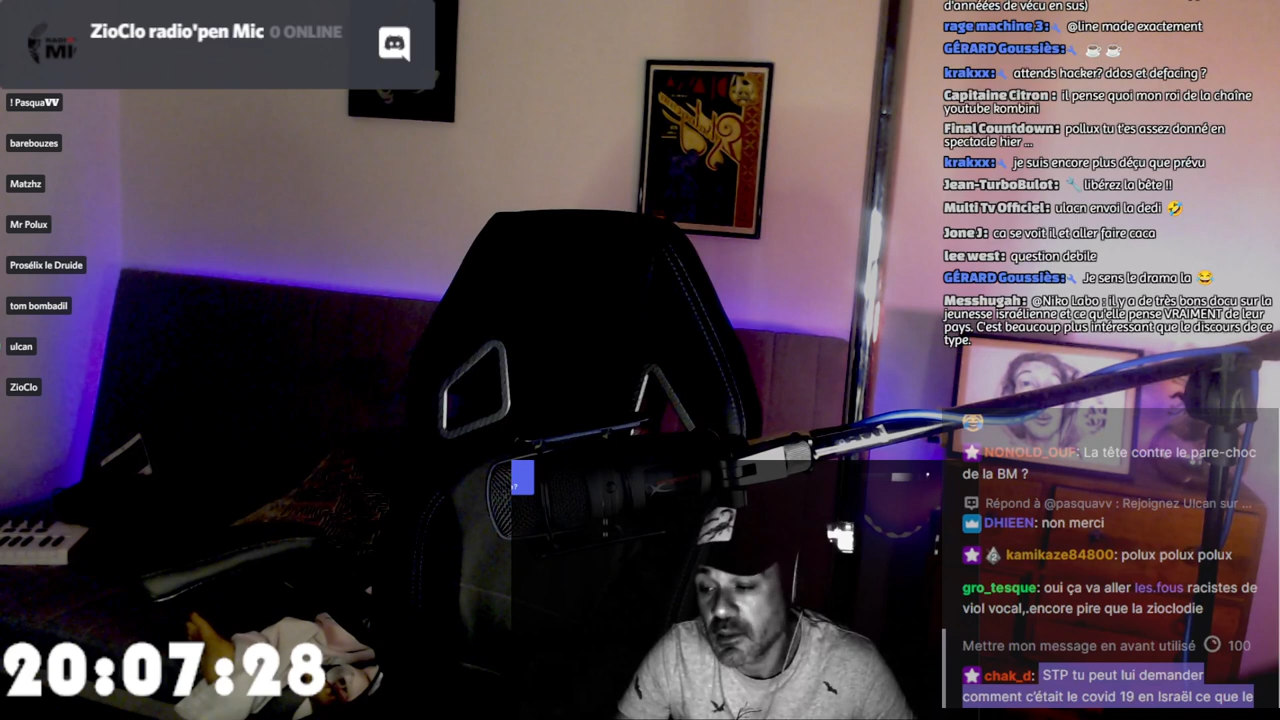 ZioClo radio'pen Mic 0 ONLINE
! PasquaVV
barebouzes
Matzhz
Mr Polux
Prosélix le Druide
tom bombadil
ulcan
ZioClo
20:07:28
d'annéées de vécu en sus)
rage machine 3: @line made exactement
GÉRARD Goussiès: ☕ ☕
krakxx: attends hacker? ddos et defacing ?
Capitaine Citron : il pense quoi mon roi de la chaîne
youtube kombini
Final Countdown: pollux tu t'es assez donné en
spectacle hier ...
krakxx: je suis encore plus déçu que prévu
Jean-TurboBulot: 🔧 libérez la bête !!
Multi Tv Officiel: ulacn envoi la dedi 🤣
Jone J: ca se voit il et aller faire caca
lee west: question debile
GÉRARD Goussiès: Je sens le drama la 😂
Messhugah: @Niko Labo : il y a de très bons docu sur la
jeunesse israélienne et ce qu'elle pense VRAIMENT de leur
pays. C'est beaucoup plus intéressant que le discours de ce
type.
NONOLD_OUF: La tête contre le pare-choc
de la BM ?
Répond à @pasquavv : Rejoignez Ulcan sur ...
DHIEEN: non merci
kamikaze84800: polux polux polux
gro_tesque: oui ça va aller les.fous racistes de
viol vocal,.encore pire que la zioclodie
Mettre mon message en avant utilisé 100
chak_d: STP tu peut lui demander
comment c'était le covid 19 en Israël ce que le